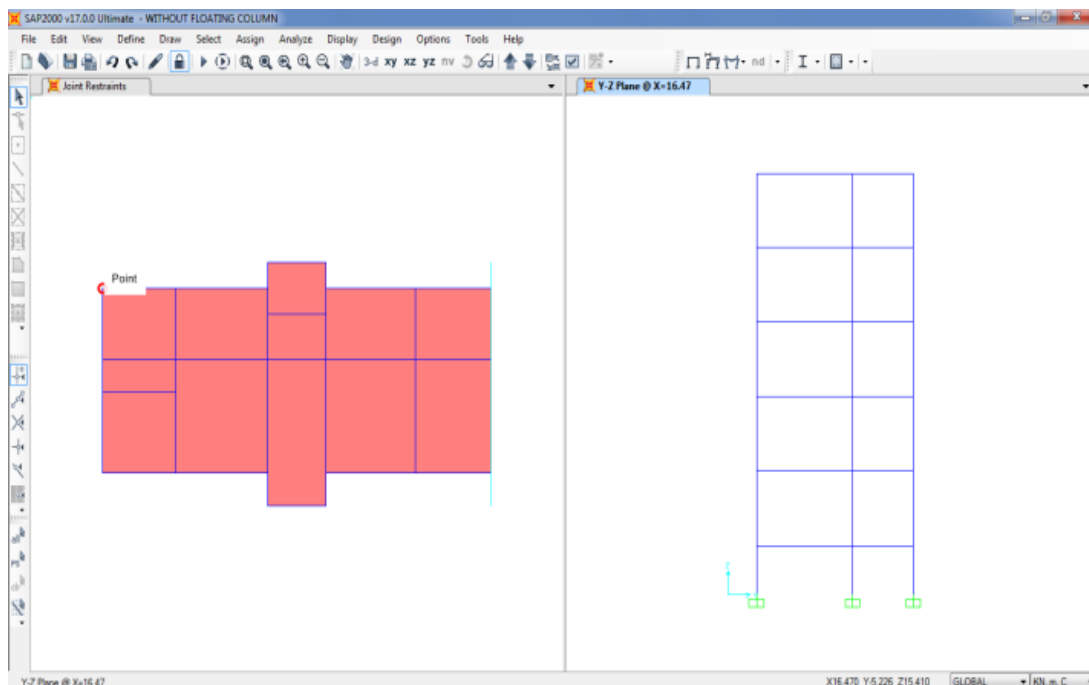 SAP2000 v17.0.0 Ultimate - WITHOUT FLOATING COLUMN
File Edit View Define Draw Select Assign Analyze Display Design Options Tools Help
3-d xy xz yz nv nd
Joint Restraints
Y-Z Plane @ X=16.47
Point
Y-Z Plane @ X=16.47
X16.470 Y-5.226 Z15.410 GLOBAL KN, m, C